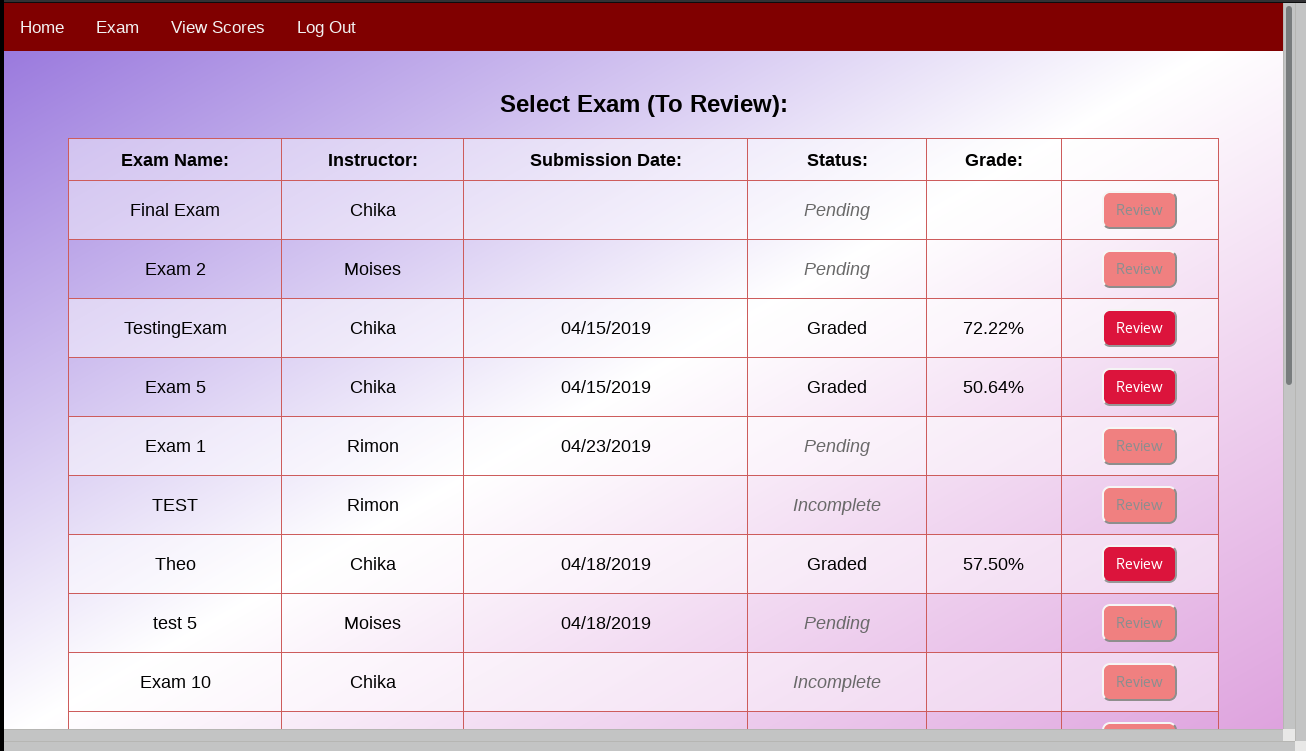 Home Exam View Scores Log Out
Select Exam (To Review):
Exam Name: Instructor: Submission Date: Status: Grade:
Final Exam Chika Pending Review
Exam 2 Moises Pending Review
TestingExam Chika 04/15/2019 Graded 72.22% Review
Exam 5 Chika 04/15/2019 Graded 50.64% Review
Exam 1 Rimon 04/23/2019 Pending Review
TEST Rimon Incomplete Review
Theo Chika 04/18/2019 Graded 57.50% Review
test 5 Moises 04/18/2019 Pending Review
Exam 10 Chika Incomplete Review